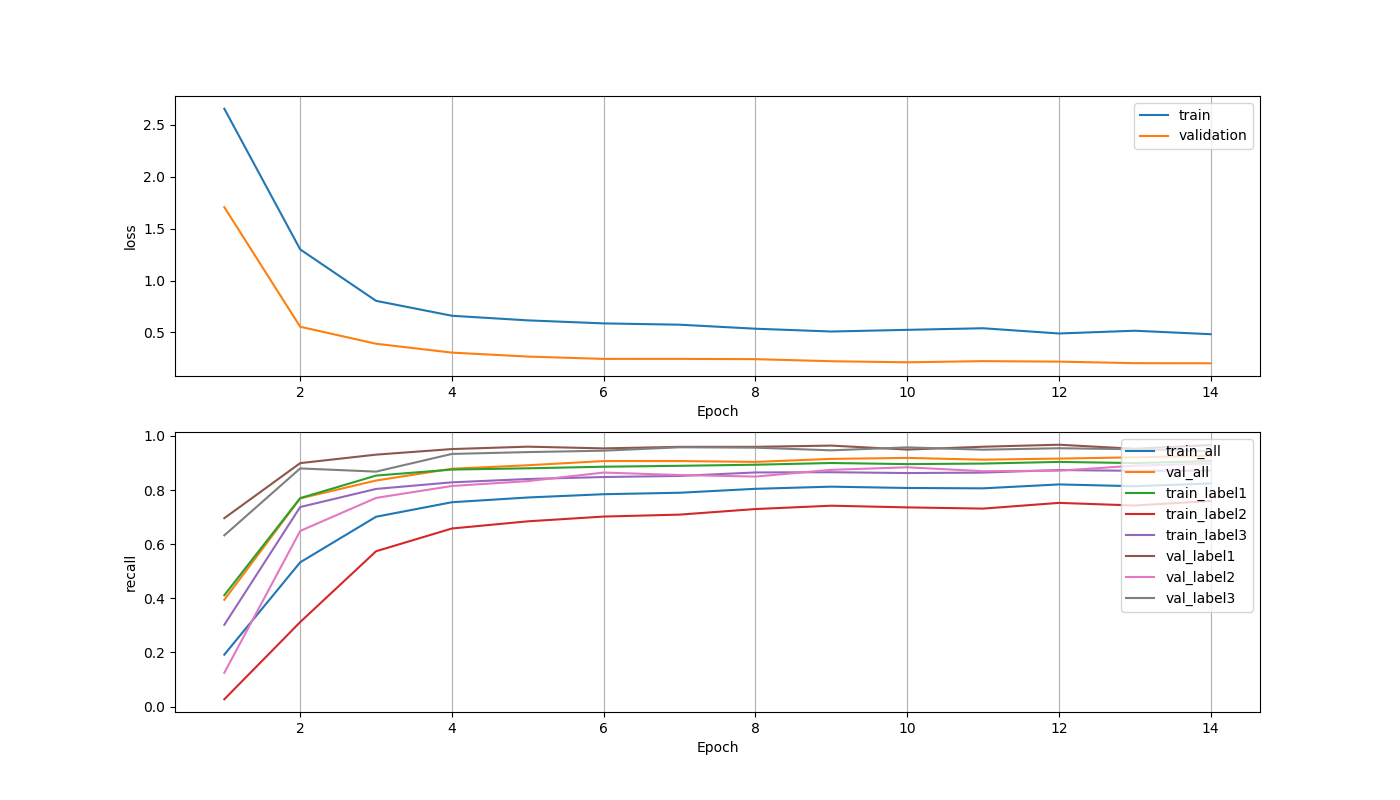 2.5
2.0
1.5
1.0
0.5
loss
train
validation
2 4 6 8 10 12 14
Epoch
1.0
0.8
0.6
0.4
0.2
0.0
recall
train_all
val_all
train_label1
train_label2
train_label3
val_label1
val_label2
val_label3
2 4 6 8 10 12 14
Epoch